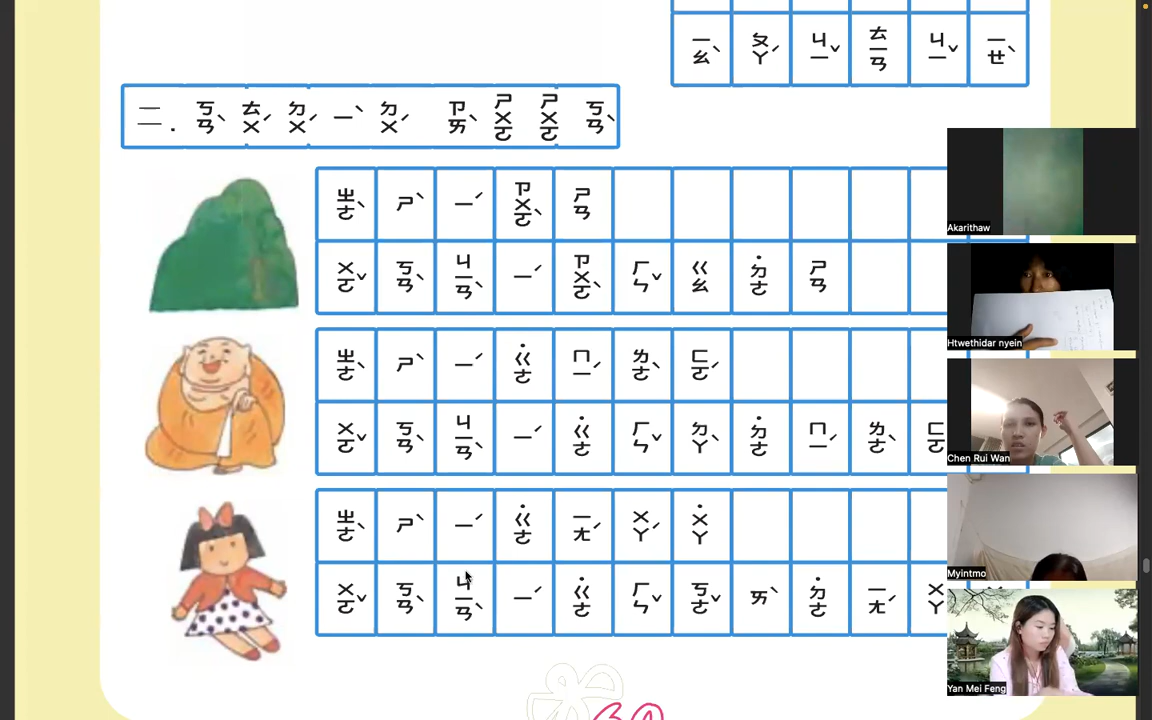 ㄧㄠˋ ㄆㄚˊ ㄐㄧˇ ㄊㄧㄢ ㄐㄧˇ ㄧㄝˋ
二. ㄎㄢˋ ㄊㄨˊ ㄉㄨˊ ㄧˋ ㄉㄨˊ ㄗㄞˋ ㄕㄨㄛ ㄕㄨㄛ ㄎㄢˋ
ㄓㄜˋ ㄕˋ ㄧˊ ㄗㄨㄛˋ ㄕㄢ
ㄨㄛˇ ㄎㄢˋ ㄐㄧㄢˋ ㄧˊ ㄗㄨㄛˋ ㄏㄣˇ ㄍㄠ ˙ㄉㄜ ㄕㄢ
ㄓㄜˋ ㄕˋ ㄧˊ ˙ㄍㄜ ㄇㄧˊ ㄌㄜˋ ㄈㄛˊ
ㄨㄛˇ ㄎㄢˋ ㄐㄧㄢˋ ㄧˊ ˙ㄍㄜ ㄏㄣˇ ㄉㄚˋ ˙ㄉㄜ ㄇㄧˊ ㄌㄜˋ ㄈㄛ
ㄓㄜˋ ㄕˋ ㄧˊ ˙ㄍㄜ ㄧㄤˊ ㄨㄚˊ ˙ㄨㄚ
ㄨㄛˇ ㄎㄢˋ ㄐㄧㄢˋ ㄧˊ ˙ㄍㄜ ㄏㄣˇ ㄎㄜˇ ㄞˋ ˙ㄉㄜ ㄧㄤˊ ㄨㄚ
Akarithaw
Htwethidar nyein
Chen Rui Wan
Myintmo
Yan Mei Feng